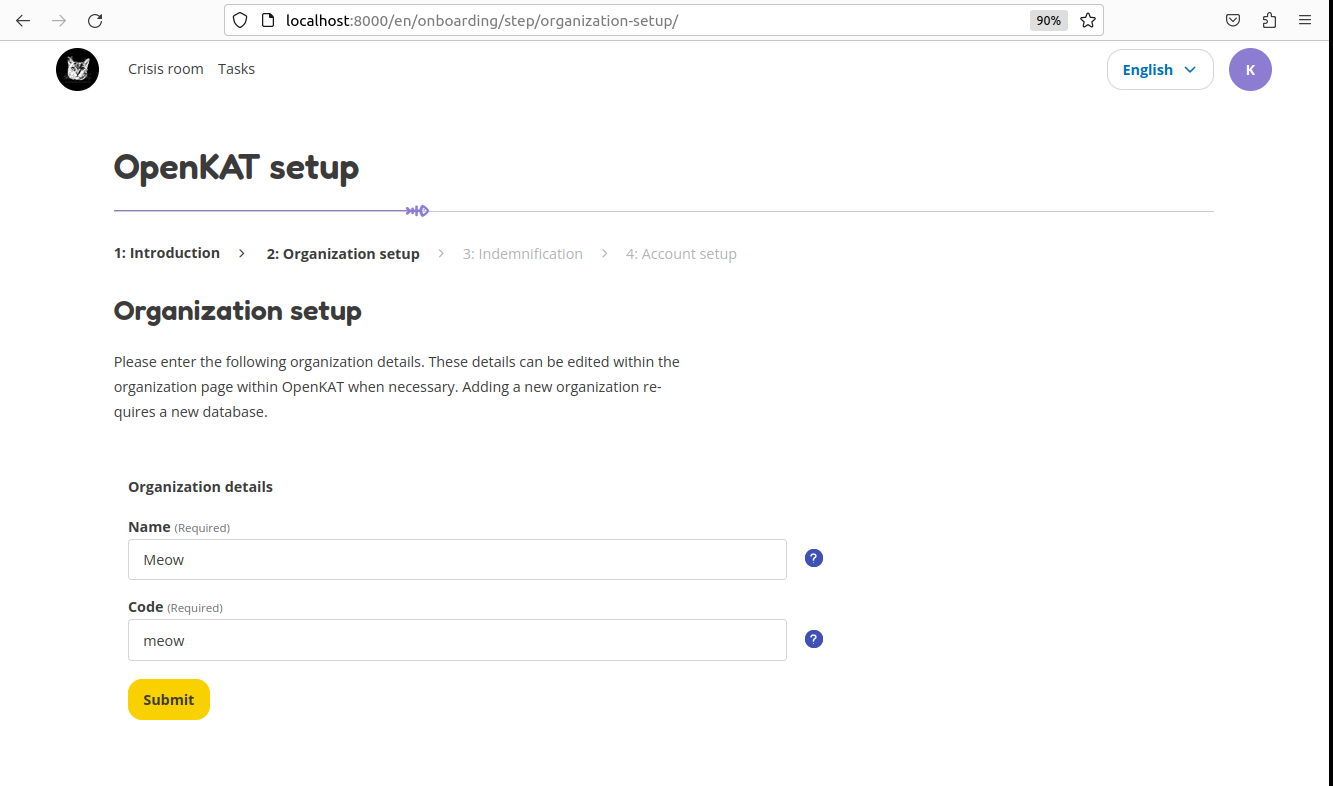 localhost:8000/en/onboarding/step/organization-setup/
90%
Crisis room Tasks
English
K
OpenKAT setup
1: Introduction > 2: Organization setup > 3: Indemnification > 4: Account setup
Organization setup
Please enter the following organization details. These details can be edited within the
organization page within OpenKAT when necessary. Adding a new organization re-
quires a new database.
Organization details
Name (Required)
Meow
?
Code (Required)
meow
?
Submit